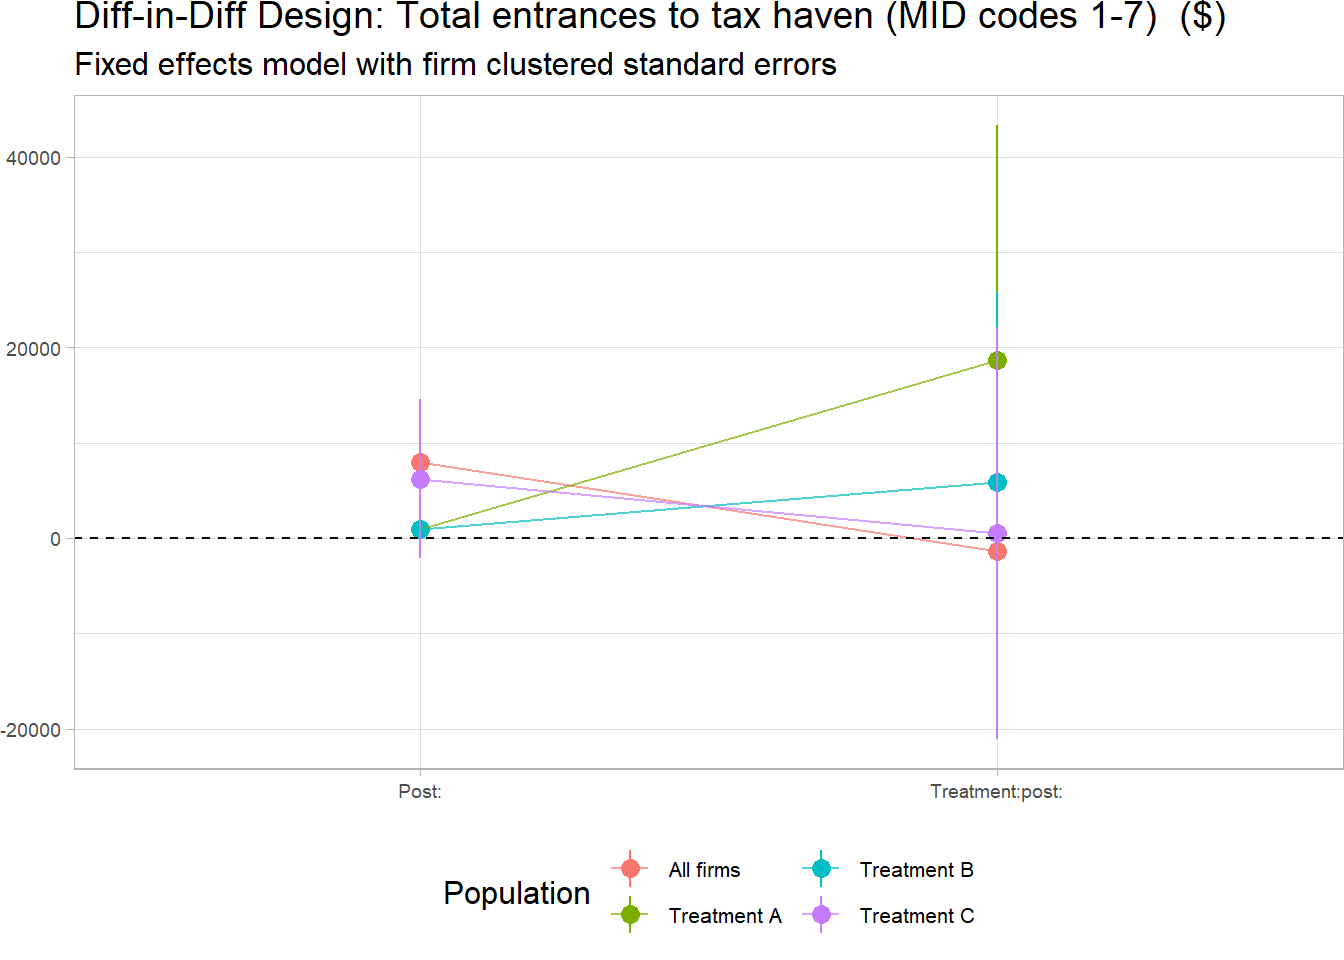 Diff-in-Diff Design: Total entrances to tax haven (MID codes 1-7)  ($)
Fixed effects model with firm clustered standard errors
40000
20000
0
-20000
Post:
Treatment:post:
Population
All firms
Treatment B
Treatment A
Treatment C